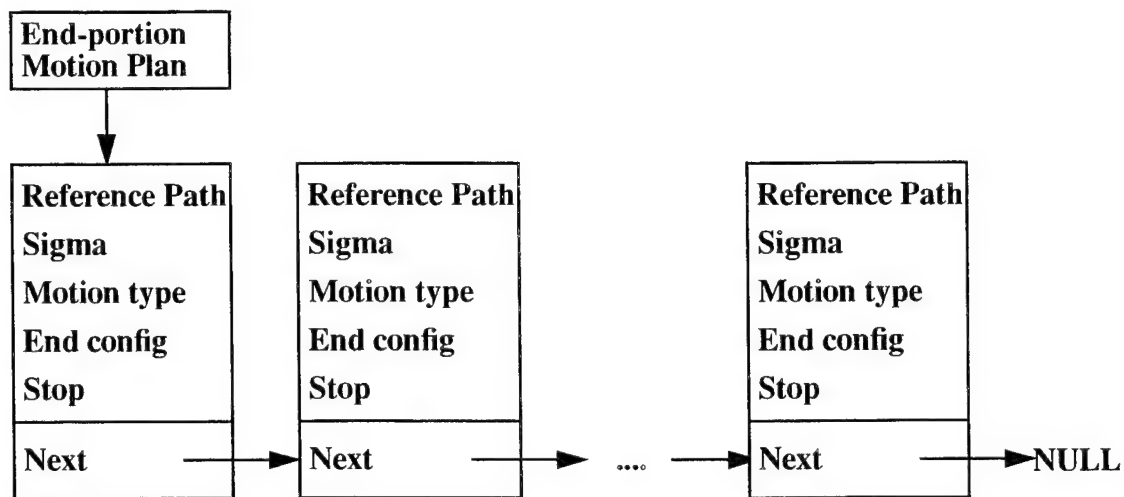 End-portion
Motion Plan
Reference Path
Sigma
Motion type
End config
Stop
Next
Reference Path
Sigma
Motion type
End config
Stop
Next
....
Reference Path
Sigma
Motion type
End config
Stop
Next
NULL